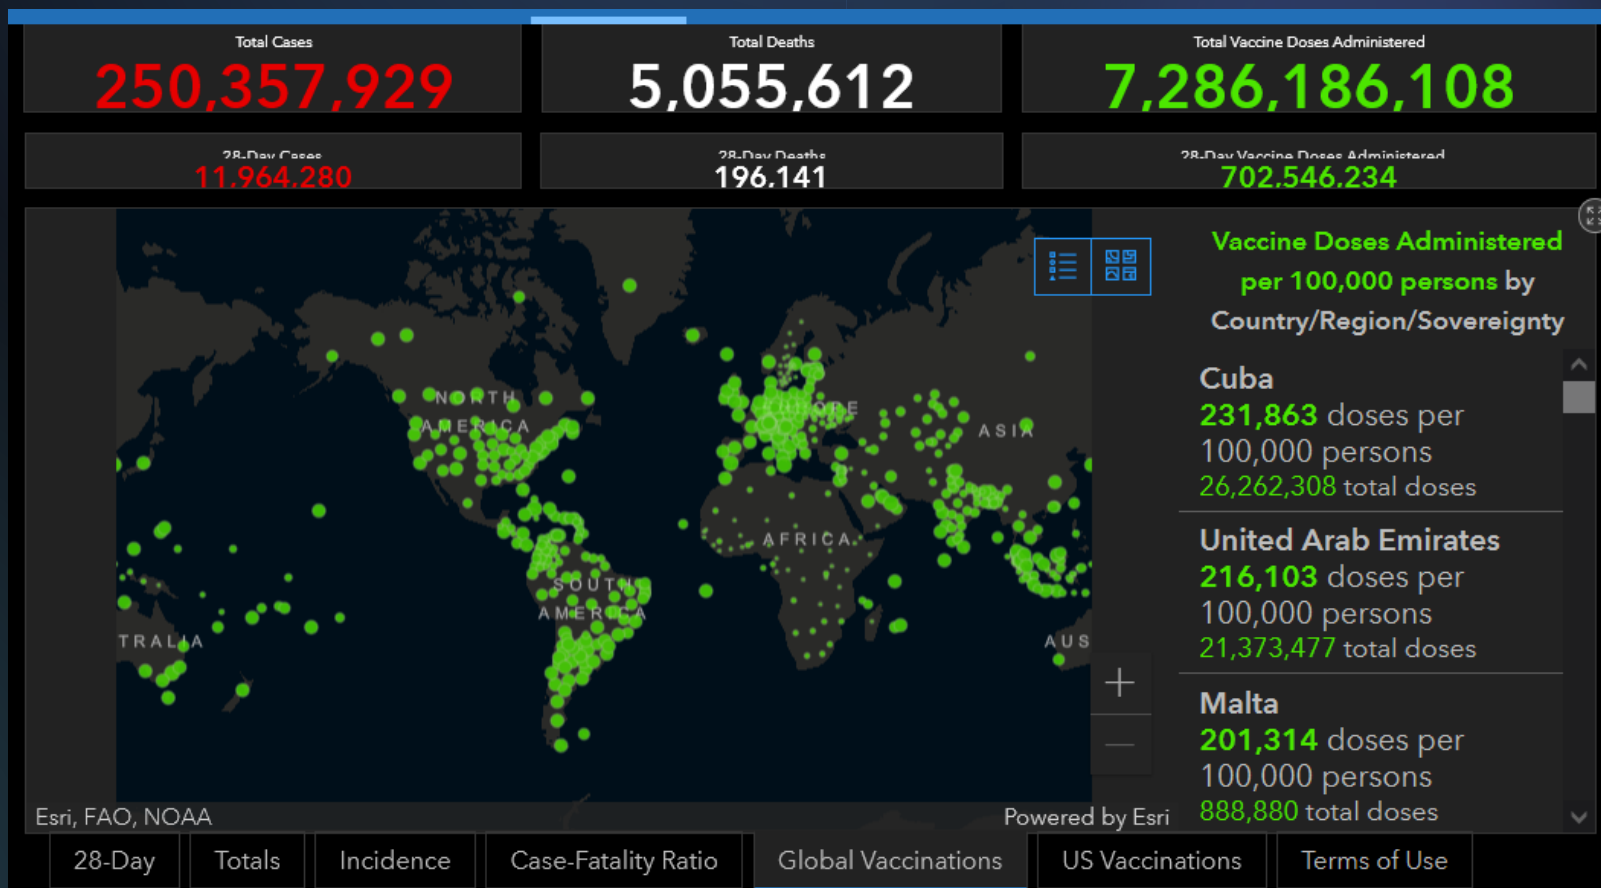 Total Cases
250,357,929
Total Deaths
5,055,612
Total Vaccine Doses Administered
7,286,186,108
28-Day Cases
11,964,280
28-Day Deaths
196,141
28-Day Vaccine Doses Administered
702,546,234
NORTH
AMERICA
EUROPE
ASIA
AFRICA
SOUTH
AMERICA
TRALIA
AUS
Esri, FAO, NOAA
Powered by Esri
Vaccine Doses Administered
per 100,000 persons by
Country/Region/Sovereignty
Cuba
231,863 doses per
100,000 persons
26,262,308 total doses
United Arab Emirates
216,103 doses per
100,000 persons
21,373,477 total doses
Malta
201,314 doses per
100,000 persons
888,880 total doses
28-Day
Totals
Incidence
Case-Fatality Ratio
Global Vaccinations
US Vaccinations
Terms of Use